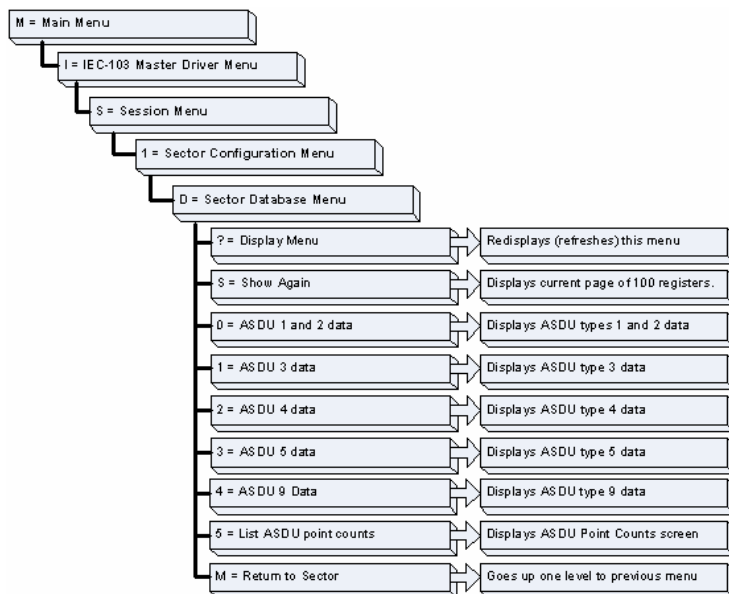 M = Main Menu
I = IEC-103 Master Driver Menu
S = Session Menu
1 = Sector Configuration Menu
D = Sector Database Menu
? = Display Menu
Redisplays (refreshes) this menu
S = Show Again
Displays current page of 100 registers.
0 = ASDU 1 and 2 data
Displays ASDU types 1 and 2 data
1 = ASDU 3 data
Displays ASDU type 3 data
2 = ASDU 4 data
Displays ASDU type 4 data
3 = ASDU 5 data
Displays ASDU type 5 data
4 = ASDU 9 Data
Displays ASDU type 9 data
5 = List ASDU point counts
Displays ASDU Point Counts screen
M = Return to Sector
Goes up one level to previous menu